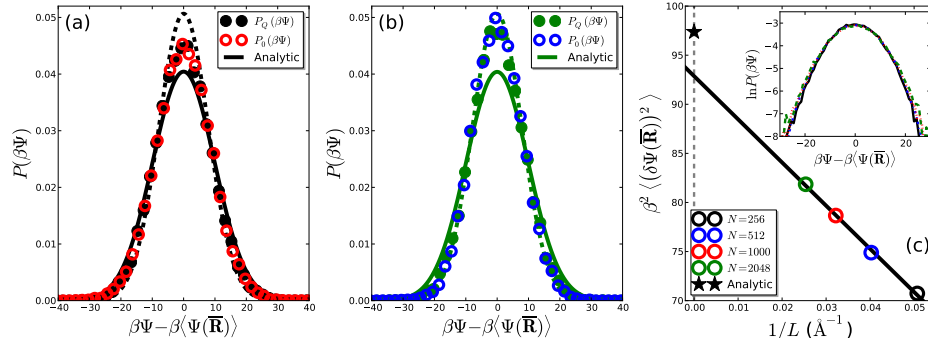 (a)
P_Q(βΨ)
P_0(βΨ)
Analytic
0.05
0.04
0.03
0.02
0.01
0.00
P(βΨ)
−40 −30 −20 −10 0 10 20 30 40
βΨ−β⟨Ψ(R̅)⟩
(b)
P_Q(βΨ)
P_0(βΨ)
Analytic
0.05
0.04
0.03
0.02
0.01
0.00
P(βΨ)
−40 −30 −20 −10 0 10 20 30 40
βΨ−β⟨Ψ(R̅)⟩
100
95
90
85
80
75
70
β² ⟨(δΨ(R̅))²⟩
−3
−4
−5
−6
−7
−8
lnP(βΨ)
−20 0 20
βΨ−β⟨Ψ(R̅)⟩
N=256
N=512
N=1000
N=2048
Analytic
(c)
0.00 0.01 0.02 0.03 0.04 0.05
1/L (Å⁻¹)